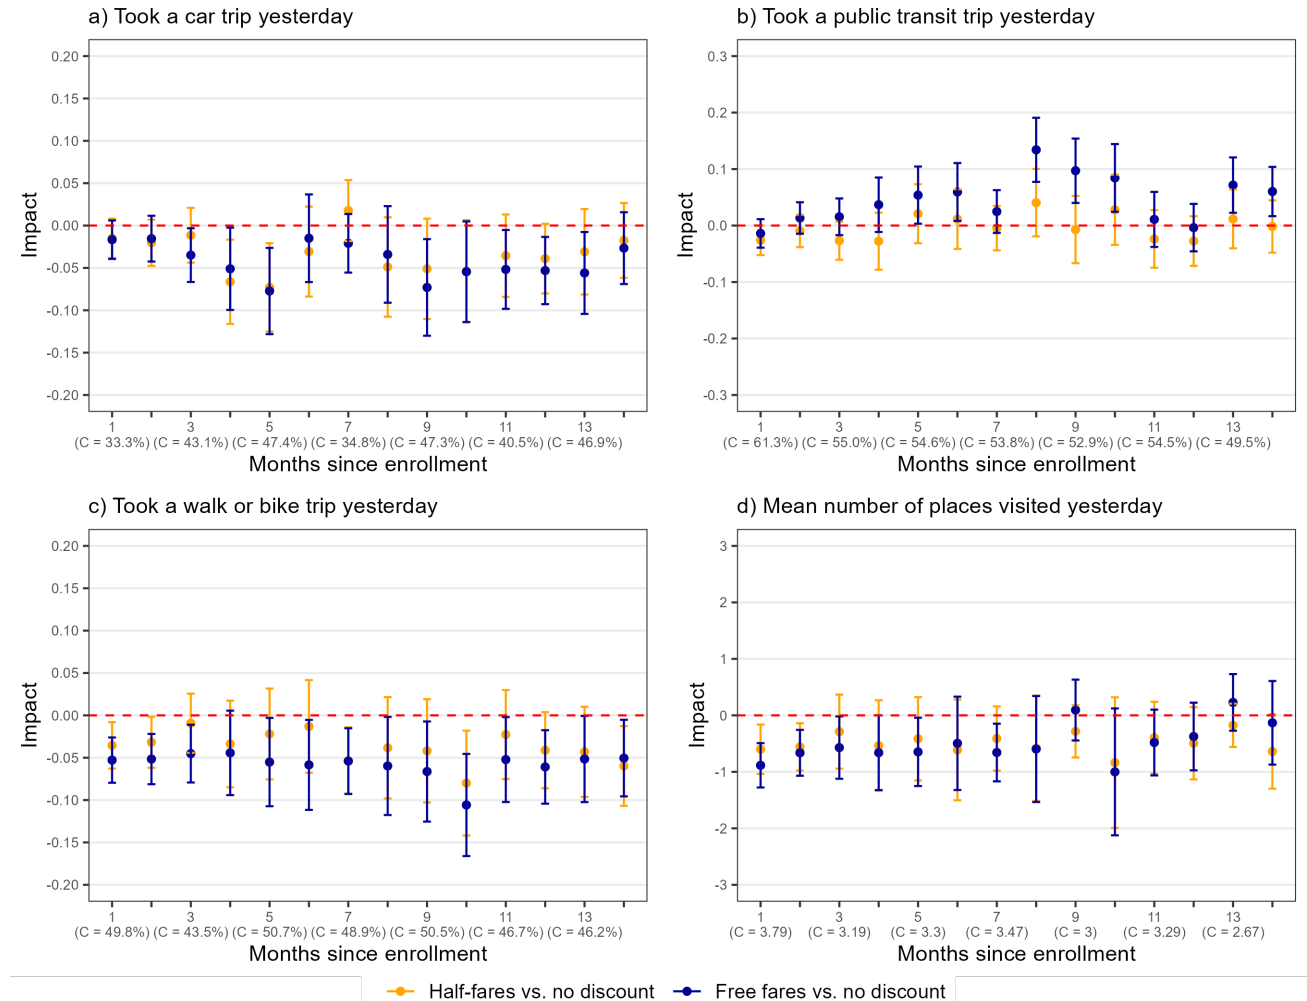 a) Took a car trip yesterday
0.20
0.15
0.10
0.05
0.00
-0.05
-0.10
-0.15
-0.20
Impact
1 3 5 7 9 11 13
(C = 33.3%) (C = 43.1%) (C = 47.4%) (C = 34.8%) (C = 47.3%) (C = 40.5%) (C = 46.9%)
Months since enrollment
b) Took a public transit trip yesterday
0.3
0.2
0.1
0.0
-0.1
-0.2
-0.3
Impact
1 3 5 7 9 11 13
(C = 61.3%) (C = 55.0%) (C = 54.6%) (C = 53.8%) (C = 52.9%) (C = 54.5%) (C = 49.5%)
Months since enrollment
c) Took a walk or bike trip yesterday
0.20
0.15
0.10
0.05
0.00
-0.05
-0.10
-0.15
-0.20
Impact
1 3 5 7 9 11 13
(C = 49.8%) (C = 43.5%) (C = 50.7%) (C = 48.9%) (C = 50.5%) (C = 46.7%) (C = 46.2%)
Months since enrollment
d) Mean number of places visited yesterday
3
2
1
0
-1
-2
-3
Impact
1 3 5 7 9 11 13
(C = 3.79) (C = 3.19) (C = 3.3) (C = 3.47) (C = 3) (C = 3.29) (C = 2.67)
Months since enrollment
Half-fares vs. no discount Free fares vs. no discount